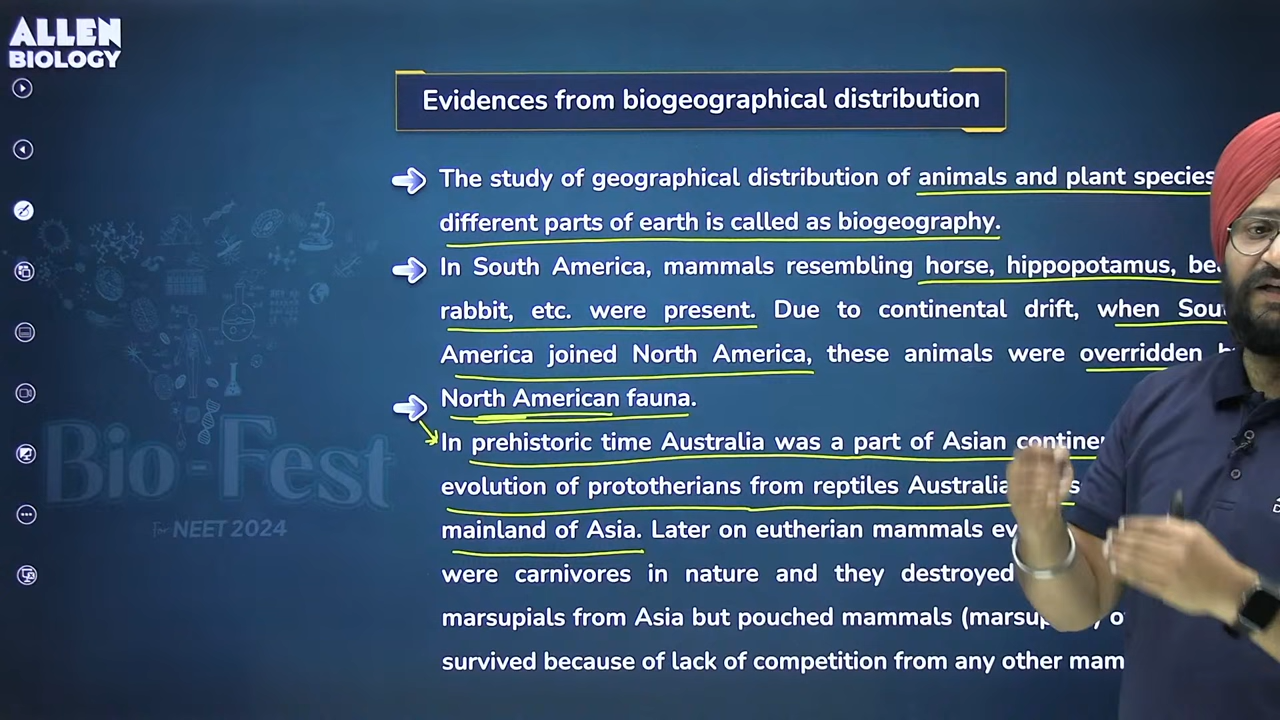 ALLEN
BIOLOGY
Evidences from biogeographical distribution
The study of geographical distribution of animals and plant species
different parts of earth is called as biogeography.
In South America, mammals resembling horse, hippopotamus,
rabbit, etc. were present. Due to continental drift, when
America joined North America, these animals were overridden
North American fauna.
In prehistoric time Australia was a part of Asian
evolution of prototherians from reptiles Australia
mainland of Asia. Later on eutherian mammals
were carnivores in nature and they destroyed
marsupials from Asia but pouched mammals
survived because of lack of competition from any other
Bio-Fest
For NEET 2024